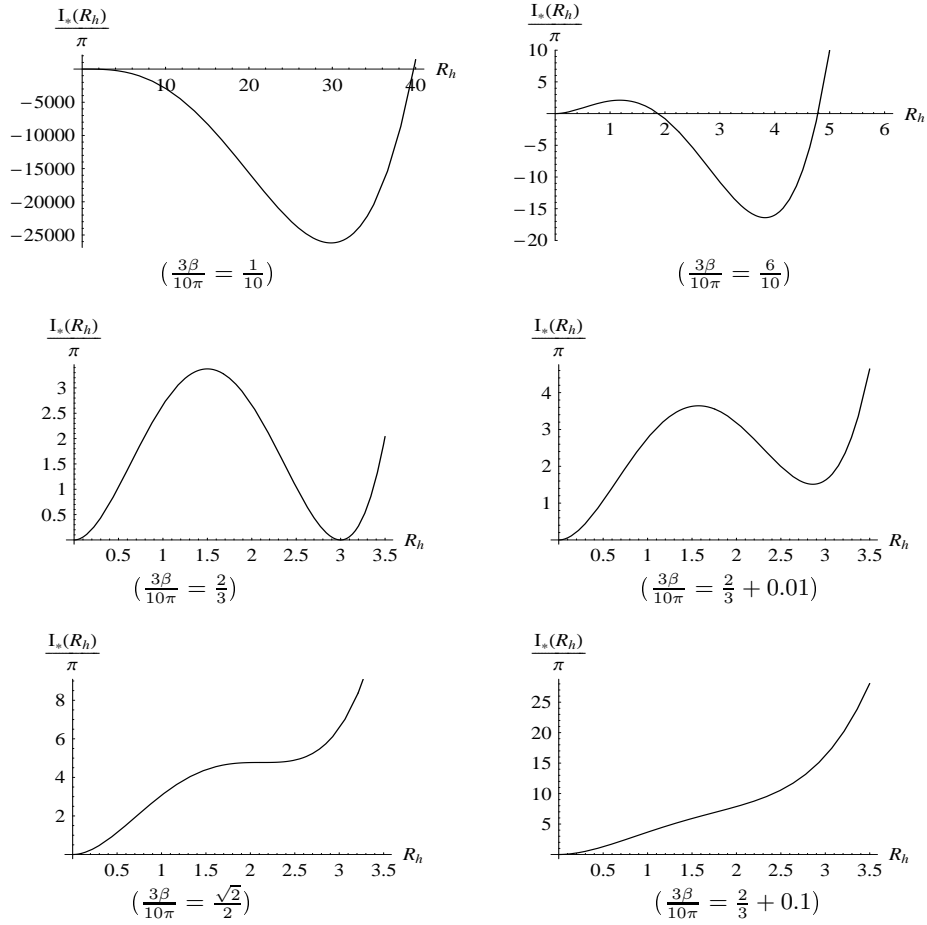 I*(Rh)/π
Rh
10 20 30 40
−5000
−10000
−15000
−20000
−25000
(3β/10π = 1/10)
I*(Rh)/π
Rh
10
5
1 2 3 4 5 6
−5
−10
−15
−20
(3β/10π = 6/10)
I*(Rh)/π
3
2.5
2
1.5
1
0.5
0.5 1 1.5 2 2.5 3 3.5
Rh
(3β/10π = 2/3)
I*(Rh)/π
4
3
2
1
0.5 1 1.5 2 2.5 3 3.5
Rh
(3β/10π = 2/3 + 0.01)
I*(Rh)/π
8
6
4
2
0.5 1 1.5 2 2.5 3 3.5
Rh
(3β/10π = √2/2)
I*(Rh)/π
25
20
15
10
5
0.5 1 1.5 2 2.5 3 3.5
Rh
(3β/10π = 2/3 + 0.1)